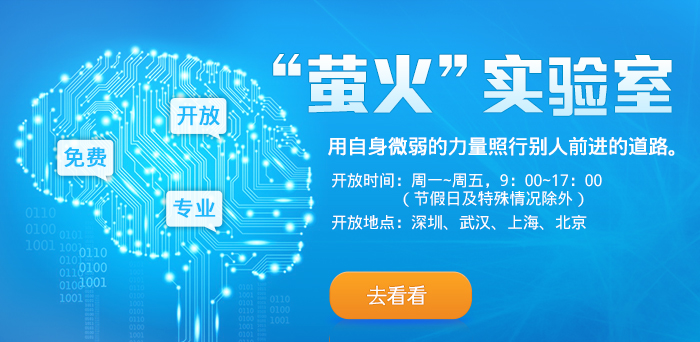 “萤火”实验室
用自身微弱的力量照行别人前进的道路。
开放时间：周一~周五，9：00~17：00
（节假日及特殊情况除外）
开放地点：深圳、武汉、上海、北京
去看看
开放
免费
专业
0110
0100
1001
0110
0100
1001
0110
0100
1001